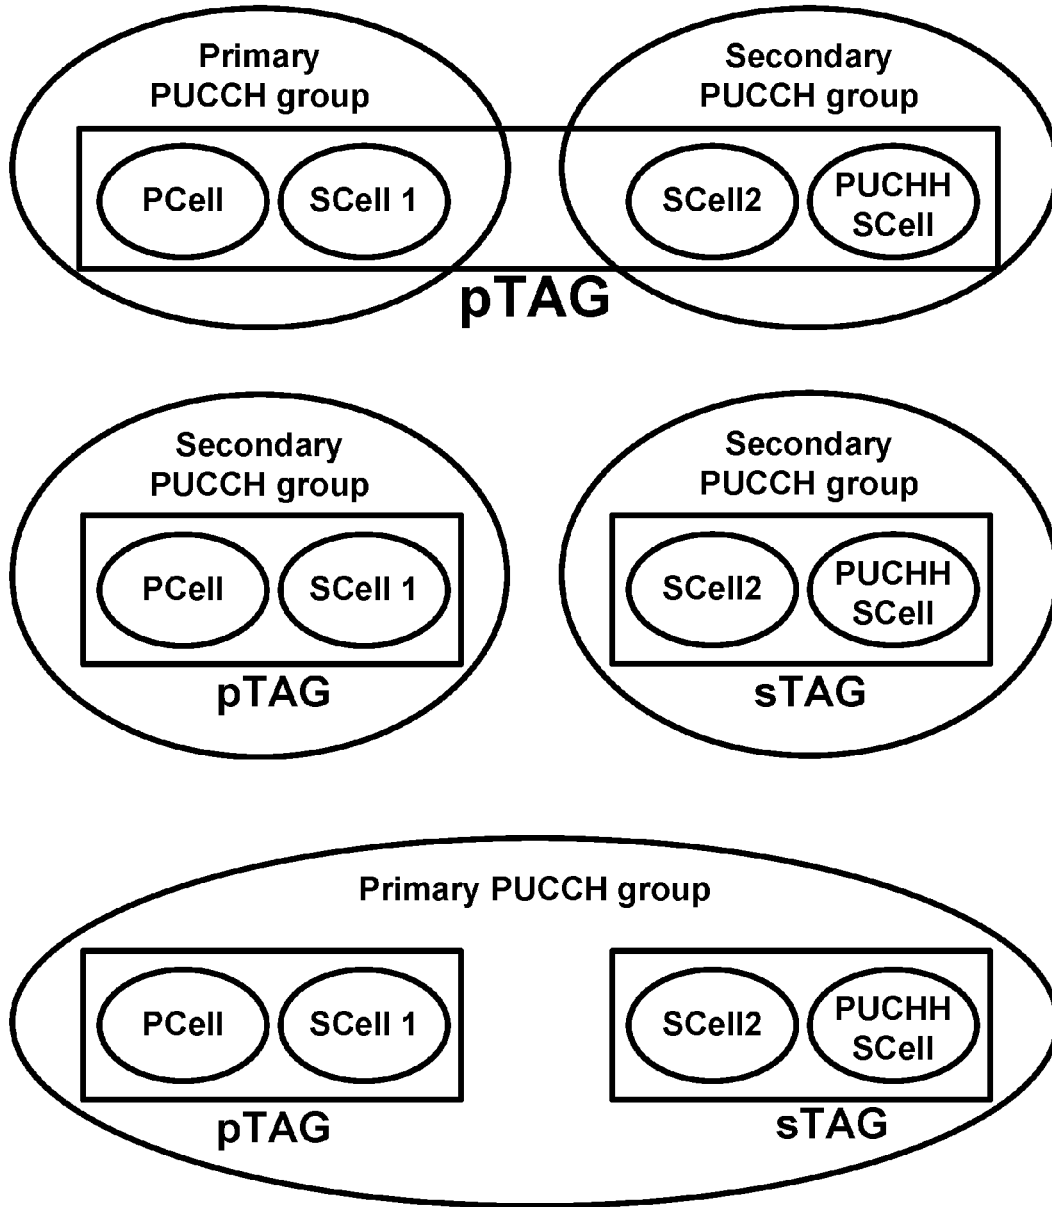 Primary
PUCCH group
Secondary
PUCCH group
PCell
SCell 1
SCell2
PUCHH
SCell
pTAG
Secondary
PUCCH group
Secondary
PUCCH group
PCell
SCell 1
SCell2
PUCHH
SCell
pTAG
sTAG
Primary PUCCH group
PCell
SCell 1
SCell2
PUCHH
SCell
pTAG
sTAG